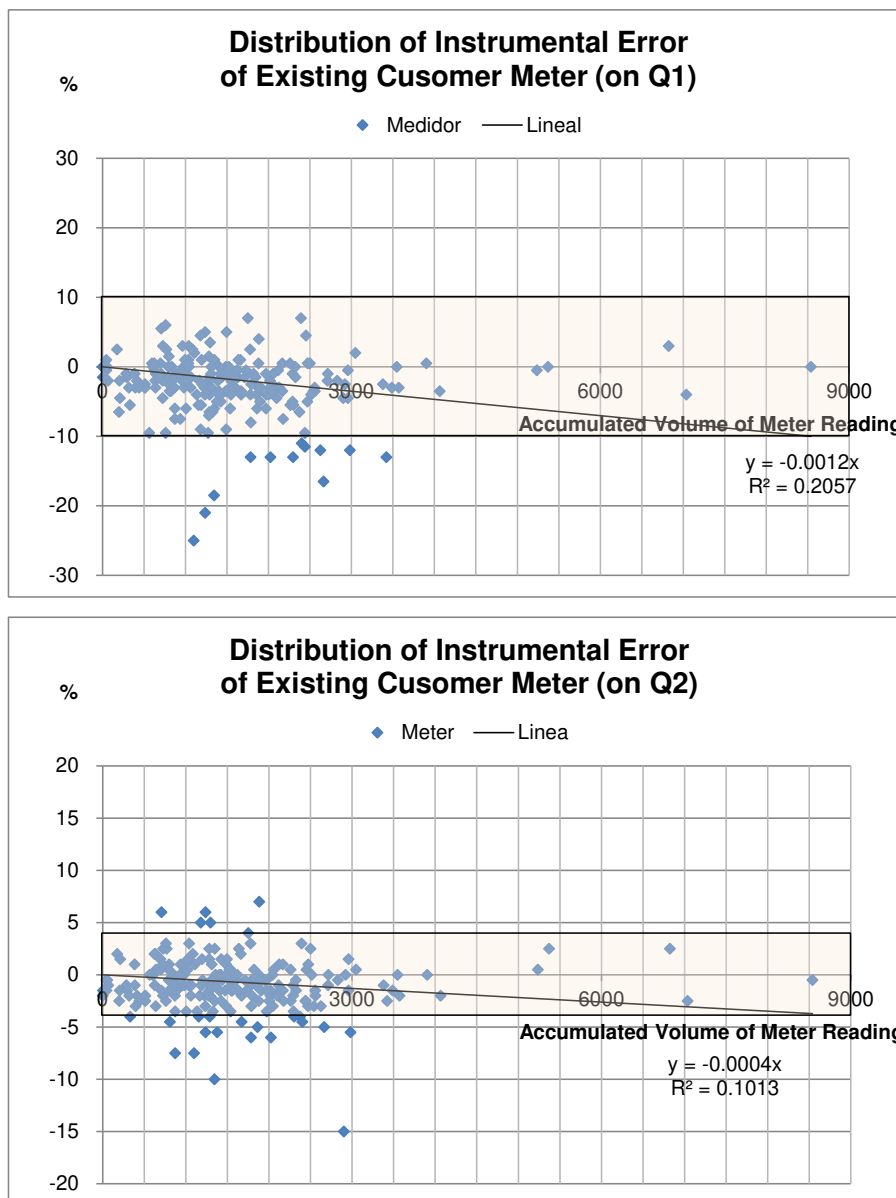 Distribution of Instrumental Error
of Existing Cusomer Meter (on Q1)
%
Medidor Lineal
30
20
10
0
-10
-20
-30
0 3000 6000 9000
Accumulated Volume of Meter Reading
y = -0.0012x
R² = 0.2057
Distribution of Instrumental Error
of Existing Cusomer Meter (on Q2)
%
Meter Linea
20
15
10
5
0
-5
-10
-15
-20
0 3000 6000 9000
Accumulated Volume of Meter Reading
y = -0.0004x
R² = 0.1013